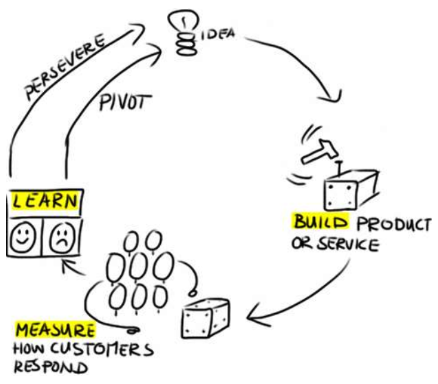 IDEA
PERSEVERE
PIVOT
LEARN
BUILD PRODUCT
OR SERVICE
MEASURE
HOW CUSTOMERS
RESPOND